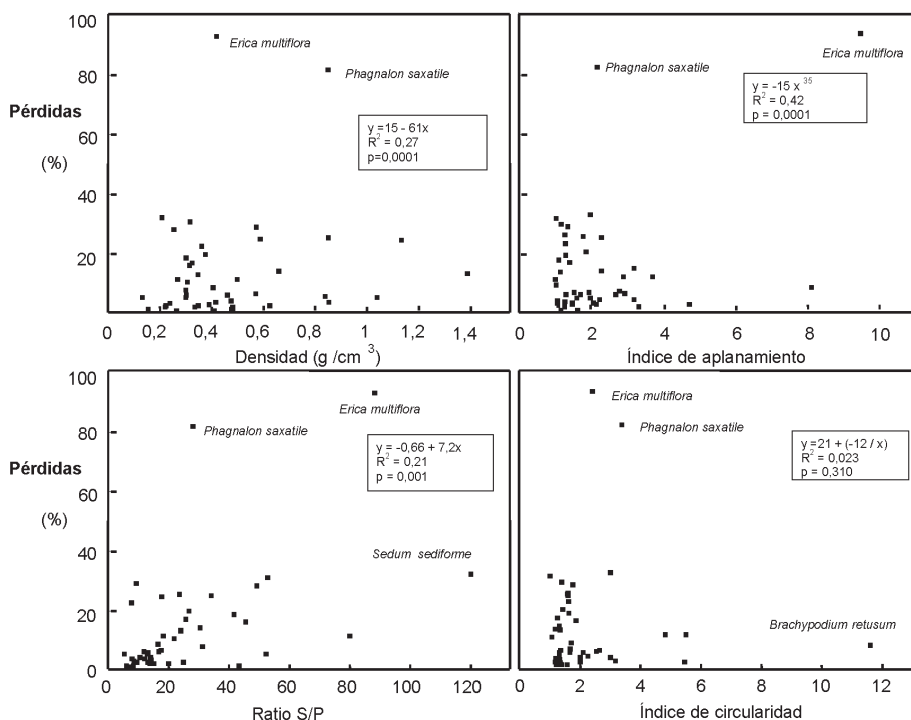 100
80
Pérdidas
60
(%)
40
20
0
0,2
0,4
0,6
0,8
1
1,2
1,4
Densidad (g /cm 3)
Erica multiflora
Phagnalon saxatile
y =15 - 61x
R2 = 0,27
p=0,0001
0
2
4
6
8
10
Índice de aplanamiento
Phagnalon saxatile
Erica multiflora
y = -15 x 35
R2 = 0,42
p = 0,0001
100
80
Pérdidas
60
(%)
40
20
0
0
20
40
60
80
100
120
Ratio S/P
Erica multiflora
Phagnalon saxatile
y = -0,66 + 7,2x
R2 = 0,21
p = 0,001
Sedum sediforme
0
2
4
6
8
10
12
Índice de circularidad
Erica multiflora
Phagnalon saxatile
y =21 + (-12 / x)
R2 = 0,023
p = 0,310
Brachypodium retusum